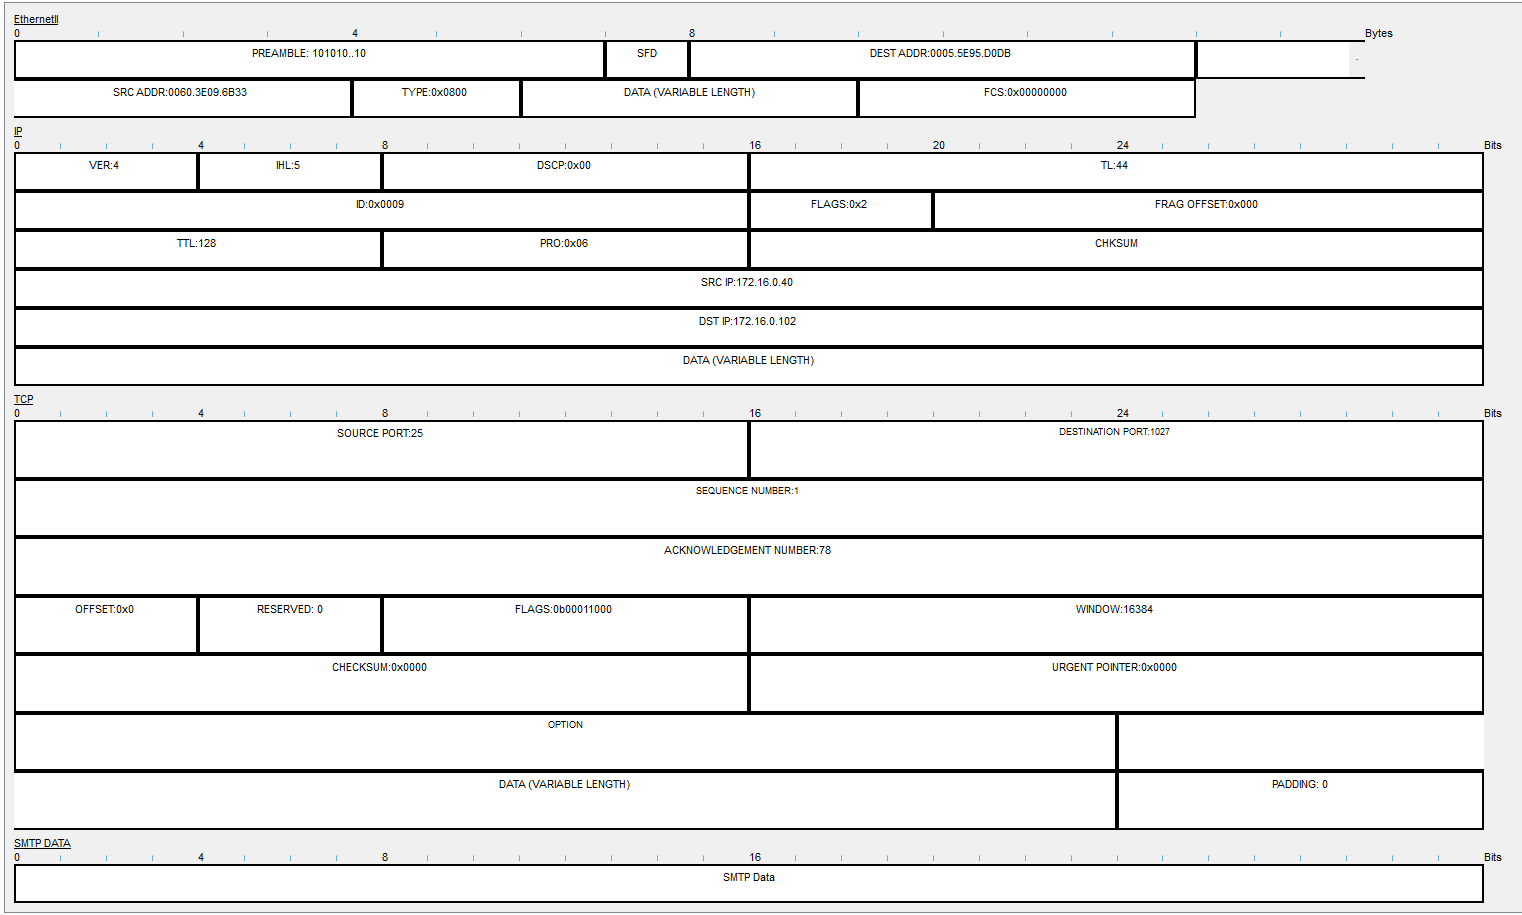 EthernetII
0 4 8 Bytes
PREAMBLE: 101010..10 SFD DEST ADDR:0005.5E95.D0DB
SRC ADDR:0060.3E09.6B33 TYPE:0x0800 DATA (VARIABLE LENGTH) FCS:0x00000000
IP
0 4 8 16 20 24 Bits
VER:4 IHL:5 DSCP:0x00 TL:44
ID:0x0009 FLAGS:0x2 FRAG OFFSET:0x000
TTL:128 PRO:0x06 CHKSUM
SRC IP:172.16.0.40
DST IP:172.16.0.102
DATA (VARIABLE LENGTH)
TCP
0 4 8 16 24 Bits
SOURCE PORT:25 DESTINATION PORT:1027
SEQUENCE NUMBER:1
ACKNOWLEDGEMENT NUMBER:78
OFFSET:0x0 RESERVED: 0 FLAGS:0b00011000 WINDOW:16384
CHECKSUM:0x0000 URGENT POINTER:0x0000
OPTION
DATA (VARIABLE LENGTH) PADDING: 0
SMTP DATA
0 4 8 16 Bits
SMTP Data